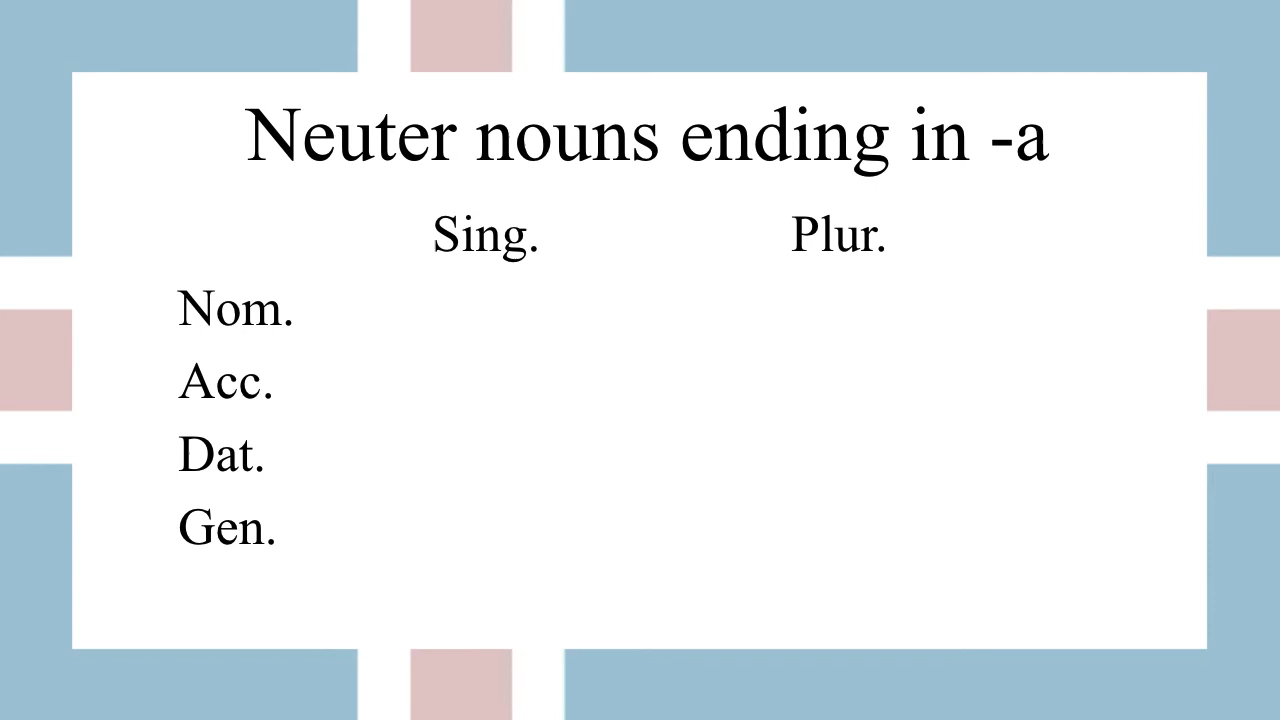 Neuter nouns ending in -a
Sing. Plur.
Nom.
Acc.
Dat.
Gen.